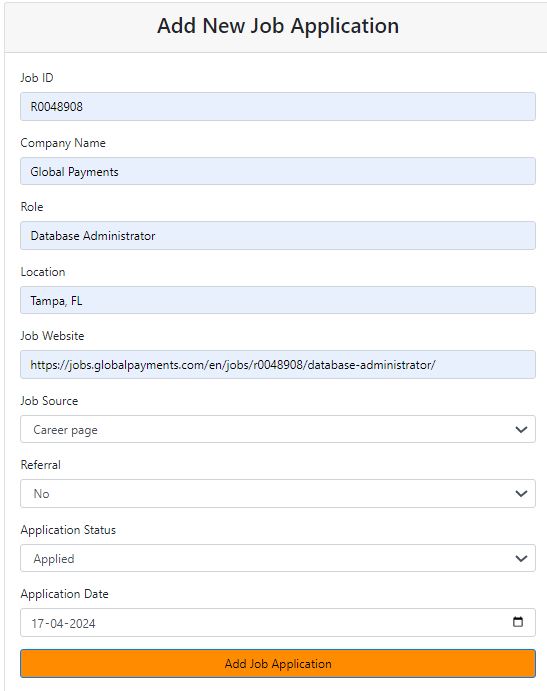 Add New Job Application
Job ID
R0048908
Company Name
Global Payments
Role
Database Administrator
Location
Tampa, FL
Job Website
https://jobs.globalpayments.com/en/jobs/r0048908/database-administrator/
Job Source
Career page
Referral
No
Application Status
Applied
Application Date
17-04-2024
Add Job Application